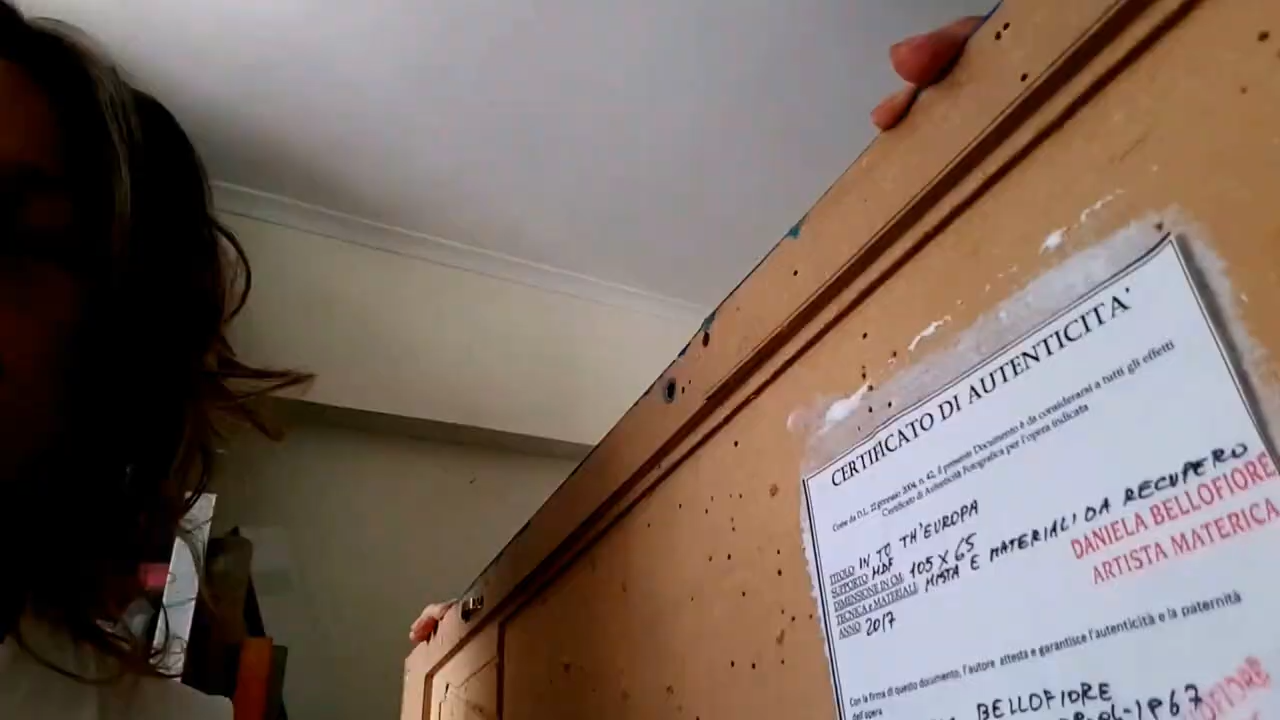 CERTIFICATO DI AUTENTICITA'
Come da D.L. 22 gennaio 2004, n. 42, il presente Documento è da considerarsi a tutti gli effetti
Certificato di Autenticità Fotografica per l'opera indicata
TITOLO: IN TO TH'EUROPA
SUPPORTO MDF
DIMENSIONE IN CM. 105 X 65
TECNICA e MATERIALI: MISTA E MATERIALI DA RECUPERO
ANNO: 2017
DANIELA BELLOFIORE
ARTISTA MATERICA
Con la firma di questo documento, l'autore attesta e garantisce l'autenticità e la paternità
dell'opera
BELLOFIORE
1967